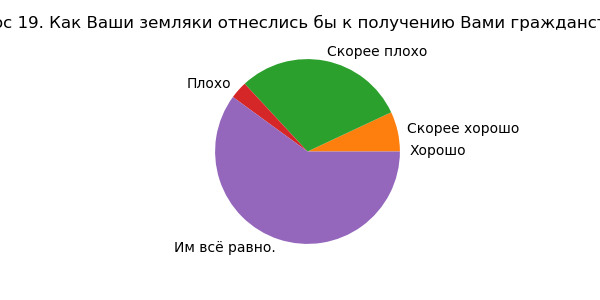 ос 19. Как Ваши земляки отнеслись бы к получению Вами гражданст
Скорее плохо
Плохо
Скорее хорошо
Хорошо
Им всё равно.